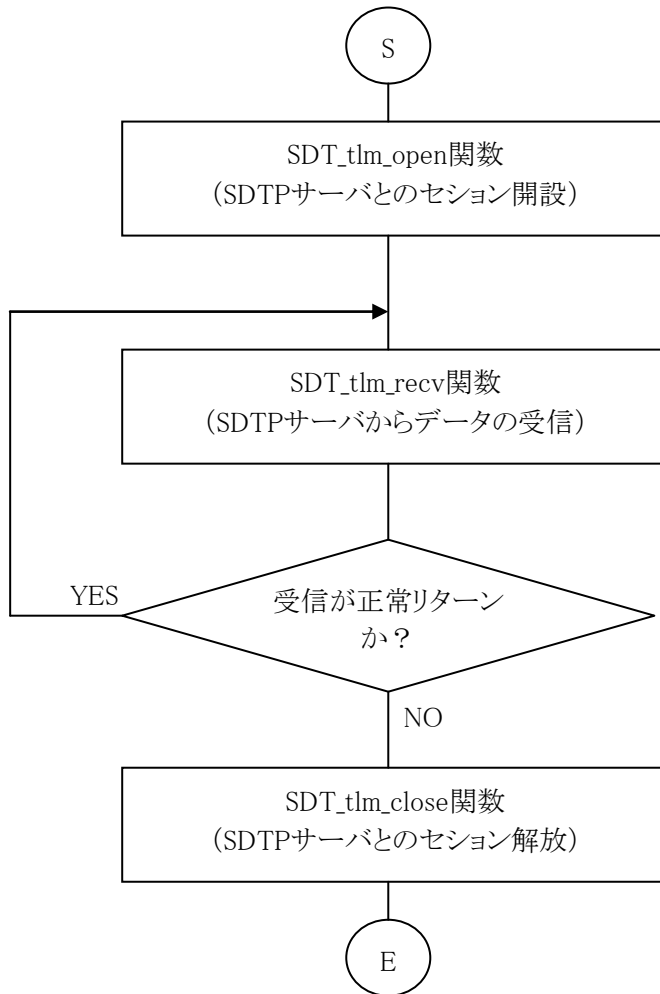 S
SDT_tlm_open関数
(SDTPサーバとのセション開設)
SDT_tlm_recv関数
(SDTPサーバからデータの受信)
YES
受信が正常リターン
か？
NO
SDT_tlm_close関数
(SDTPサーバとのセション解放)
E